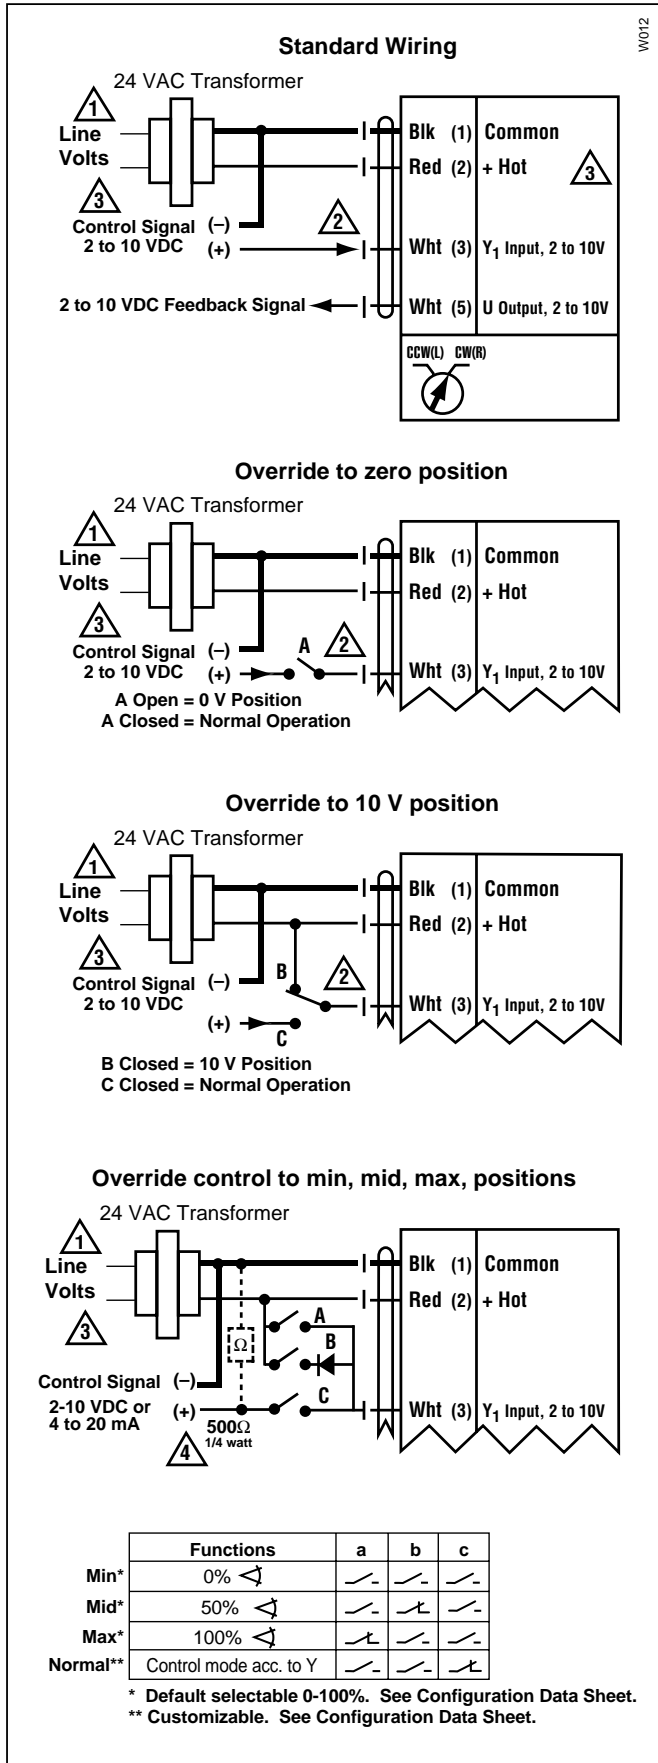 W012
Standard Wiring
24 VAC Transformer
1
Line
Volts
Blk (1) Common
Red (2) + Hot
3
3
Control Signal (–)
2 to 10 VDC (+)
2
Wht (3) Y1 Input, 2 to 10V
2 to 10 VDC Feedback Signal
Wht (5) U Output, 2 to 10V
CCW(L) CW(R)
Override to zero position
24 VAC Transformer
1
Line
Volts
Blk (1) Common
Red (2) + Hot
3
Control Signal (–)
2 to 10 VDC (+)
A
2
Wht (3) Y1 Input, 2 to 10V
A Open = 0 V Position
A Closed = Normal Operation
Override to 10 V position
24 VAC Transformer
1
Line
Volts
Blk (1) Common
Red (2) + Hot
3
Control Signal (–)
2 to 10 VDC
B
2
(+)
C
Wht (3) Y1 Input, 2 to 10V
B Closed = 10 V Position
C Closed = Normal Operation
Override control to min, mid, max, positions
24 VAC Transformer
1
Line
Volts
Blk (1) Common
Red (2) + Hot
3
A
Ω
B
Control Signal (–)
2-10 VDC or (+)
4 to 20 mA
C
500Ω
1/4 watt
4
Wht (3) Y1 Input, 2 to 10V
Functions a b c
Min* 0%
Mid* 50%
Max* 100%
Normal** Control mode acc. to Y
* Default selectable 0-100%. See Configuration Data Sheet.
** Customizable. See Configuration Data Sheet.